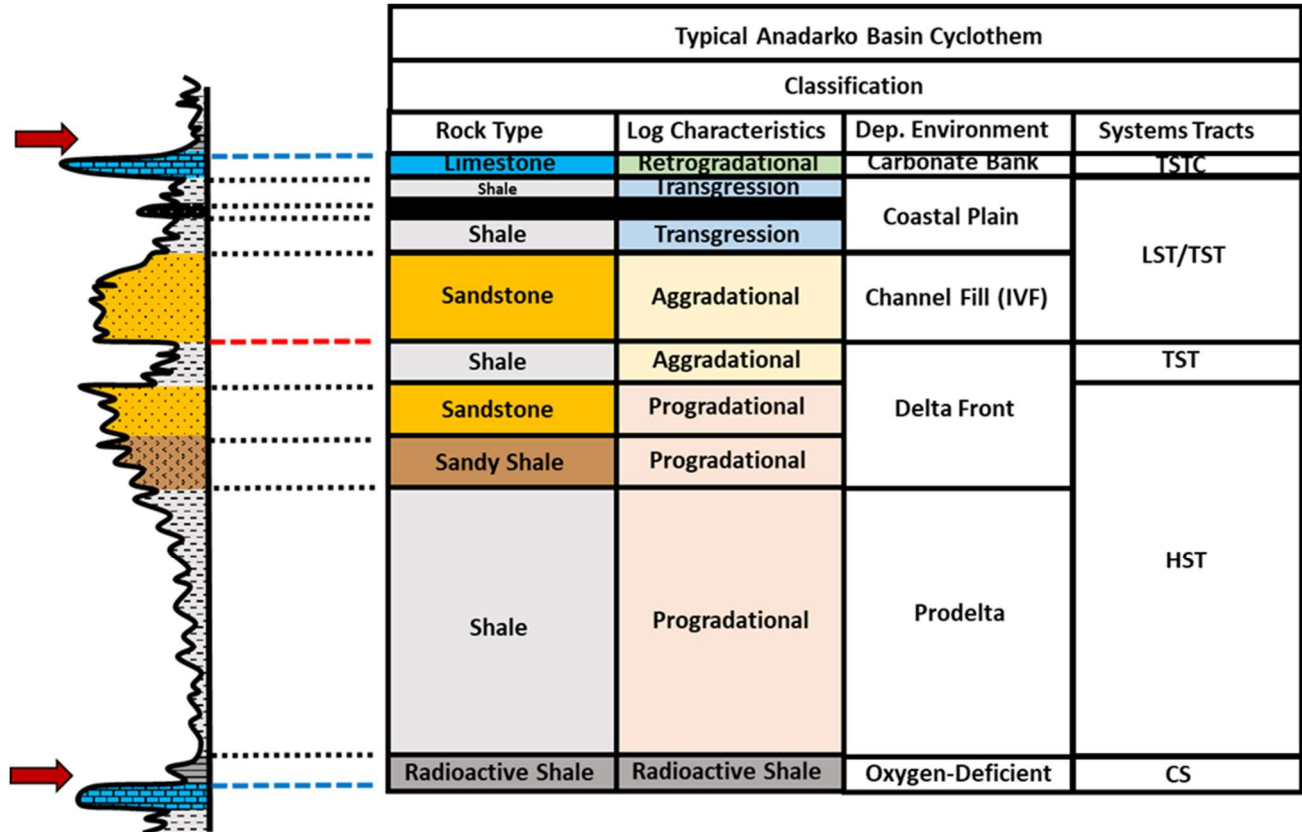 Typical Anadarko Basin Cyclothem
Classification
Rock Type Log Characteristics Dep. Environment Systems Tracts
Limestone Retrogradational Carbonate Bank TSTC
Shale Transgression
Coastal Plain
Shale Transgression
LST/TST
Sandstone Aggradational Channel Fill (IVF)
Shale Aggradational TST
Sandstone Progradational Delta Front
Sandy Shale Progradational
HST
Shale Progradational Prodelta
Radioactive Shale Radioactive Shale Oxygen-Deficient CS